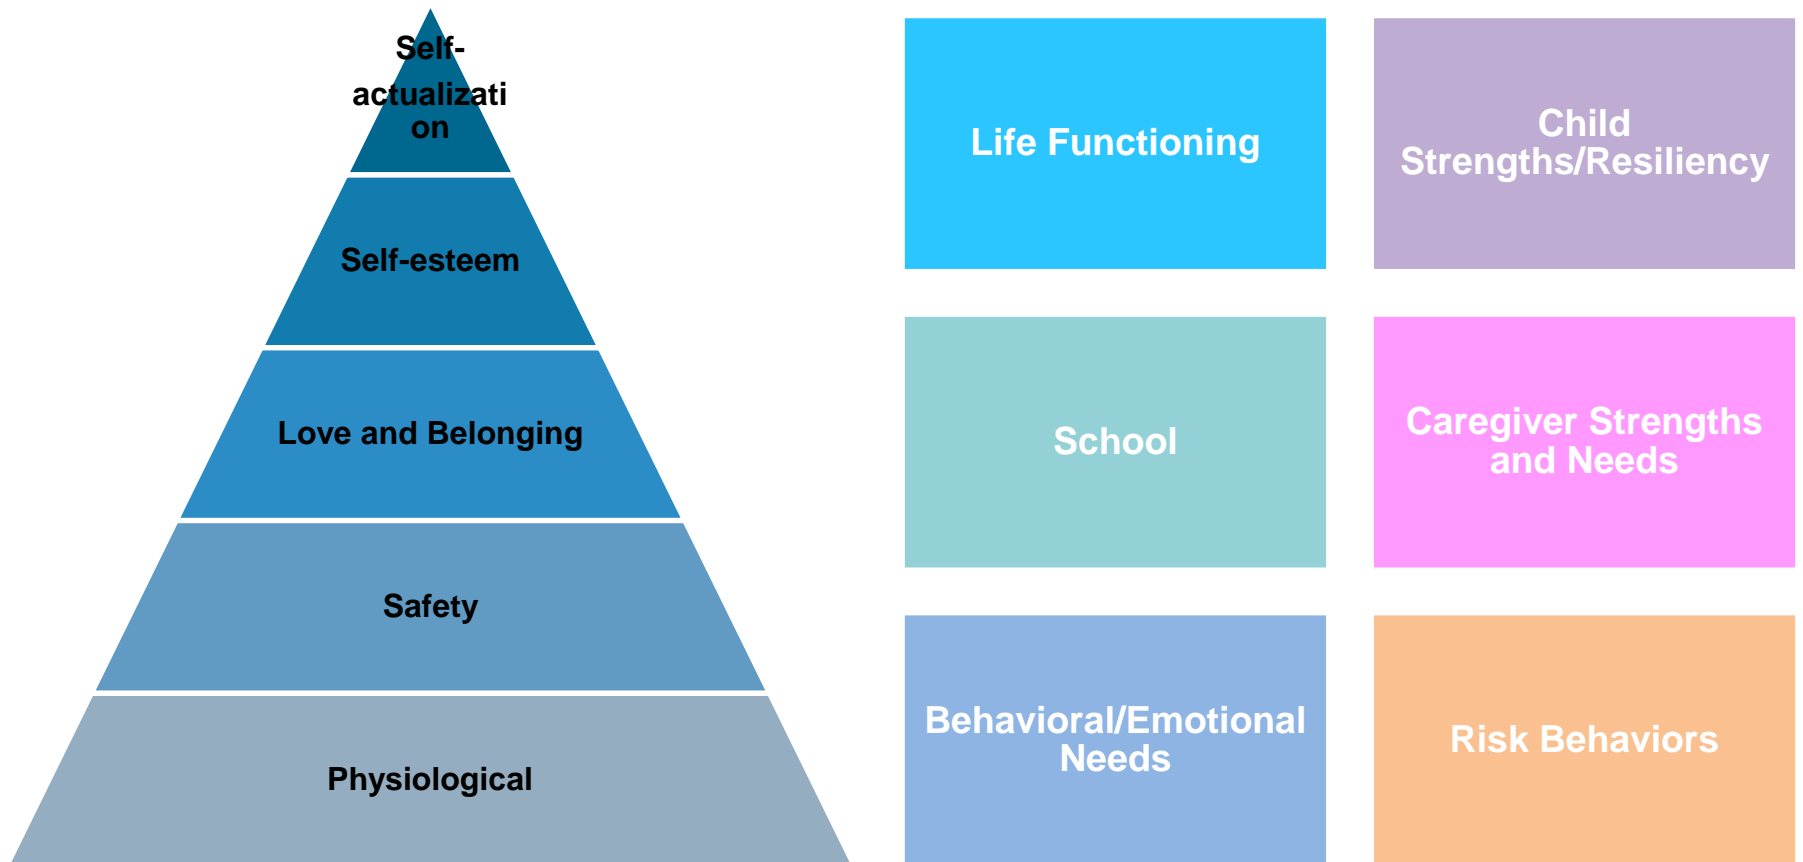 Self-
actualizati
on
Self-esteem
Love and Belonging
Safety
Physiological
Life Functioning
Child
Strengths/Resiliency
School
Caregiver Strengths
and Needs
Behavioral/Emotional
Needs
Risk Behaviors